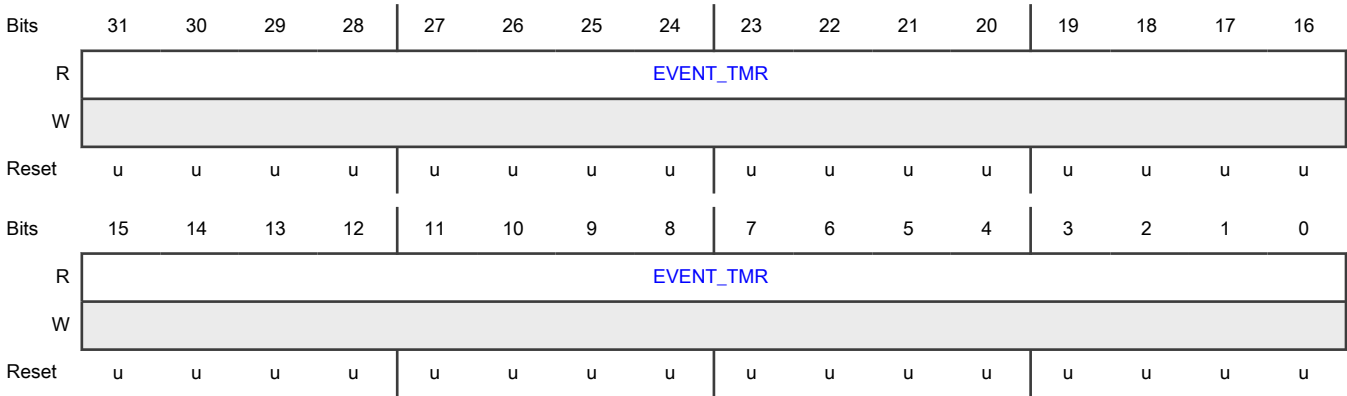 Bits 31 30 29 28 27 26 25 24 23 22 21 20 19 18 17 16
R EVENT_TMR
W
Reset u u u u u u u u u u u u u u u u
Bits 15 14 13 12 11 10 9 8 7 6 5 4 3 2 1 0
R EVENT_TMR
W
Reset u u u u u u u u u u u u u u u u